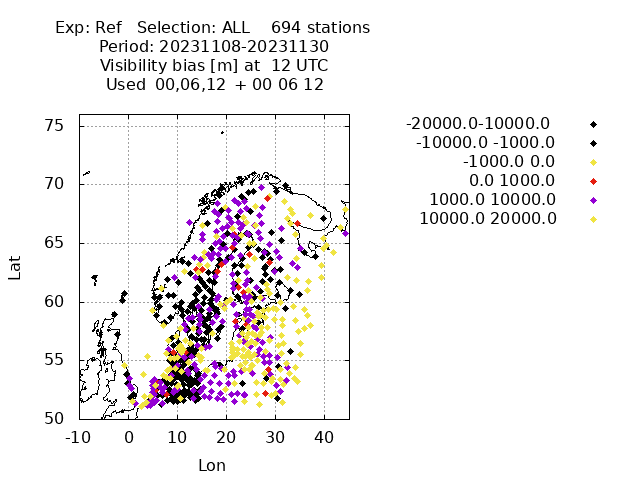 Exp: Ref   Selection: ALL    694 stations
Period: 20231108-20231130
Visibility bias [m] at  12 UTC
Used  00,06,12  + 00 06 12
-20000.0-10000.0
-10000.0 -1000.0
-1000.0 0.0
0.0 1000.0
1000.0 10000.0
10000.0 20000.0
75
70
65
60
55
50
Lat
-10 0 10 20 30 40
Lon